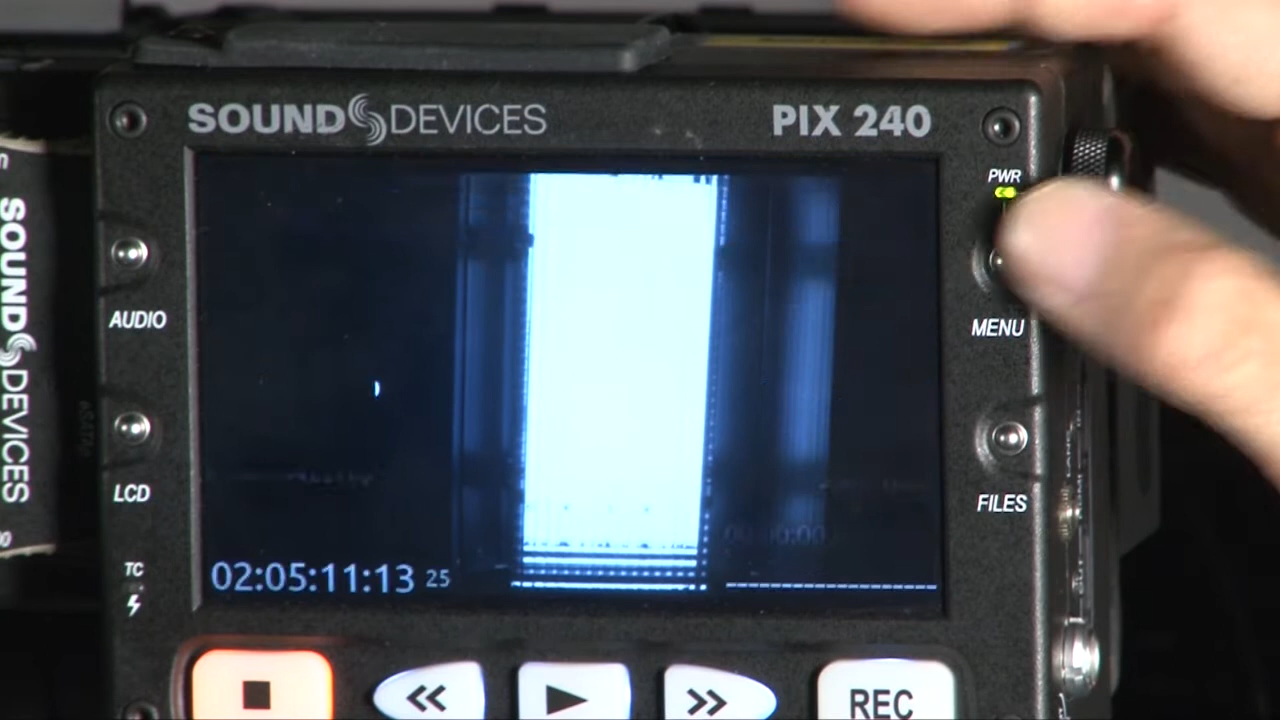 SOUND DEVICES
PIX 240
PWR
SOUND DEVICES
AUDIO
MENU
LCD
FILES
TC
02:05:11:13 25
REC